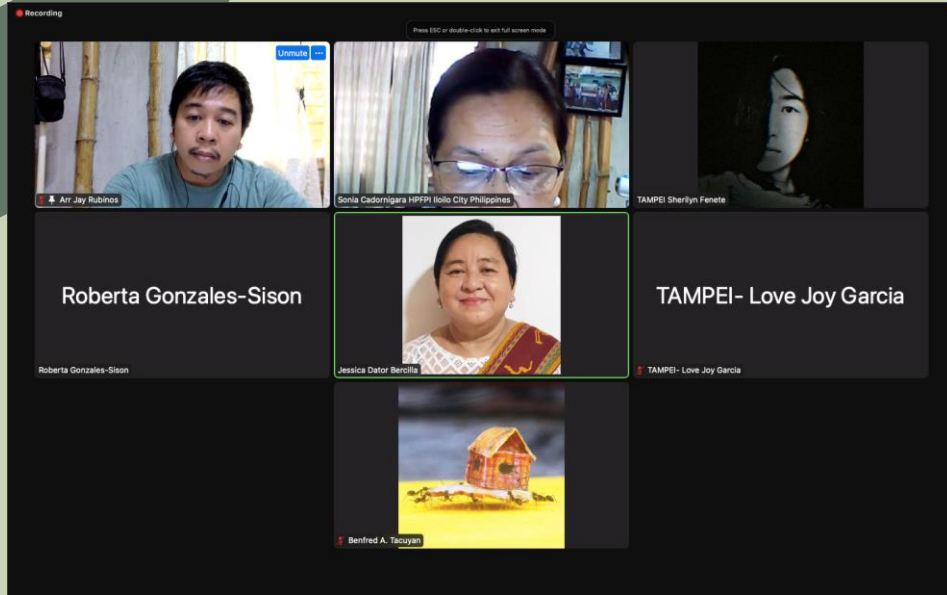 Recording
Press ESC or double-click to exit full screen mode
Unmute ...
Arr Jay Rubinos
Sonia Cadornigara HPFPI Iloilo City Philippines
TAMPEI Sherilyn Fenete
Roberta Gonzales-Sison
TAMPEI- Love Joy Garcia
Roberta Gonzales-Sison
Jessica Dator Bercilla
TAMPEI- Love Joy Garcia
Benfred A. Tacuyan